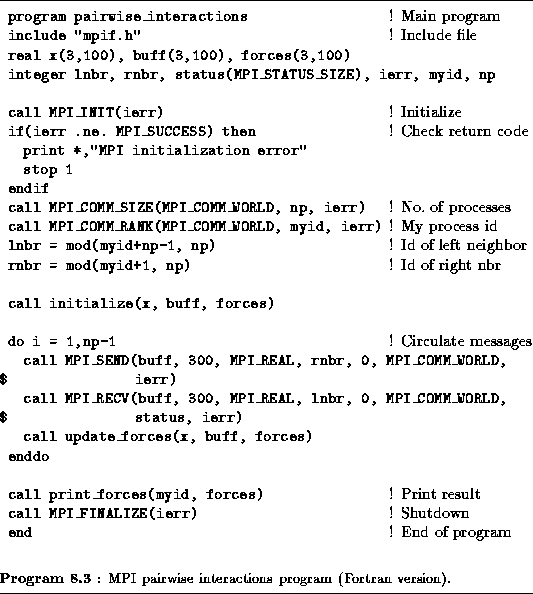 program pairwise_interactions ! Main program
include "mpif.h" ! Include file
real x(3,100), buff(3,100), forces(3,100)
integer lnbr, rnbr, status(MPI_STATUS_SIZE), ierr, myid, np
call MPI_INIT(ierr) ! Initialize
if(ierr .ne. MPI_SUCCESS) then ! Check return code
print *,"MPI initialization error"
stop 1
endif
call MPI_COMM_SIZE(MPI_COMM_WORLD, np, ierr) ! No. of processes
call MPI_COMM_RANK(MPI_COMM_WORLD, myid, ierr) ! My process id
lnbr = mod(myid+np-1, np) ! Id of left neighbor
rnbr = mod(myid+1, np) ! Id of right nbr
call initialize(x, buff, forces)
do i = 1,np-1 ! Circulate messages
call MPI_SEND(buff, 300, MPI_REAL, rnbr, 0, MPI_COMM_WORLD,
$ ierr)
call MPI_RECV(buff, 300, MPI_REAL, lnbr, 0, MPI_COMM_WORLD,
$ status, ierr)
call update_forces(x, buff, forces)
enddo
call print_forces(myid, forces) ! Print result
call MPI_FINALIZE(ierr) ! Shutdown
end ! End of program
Program 8.3 : MPI pairwise interactions program (Fortran version).